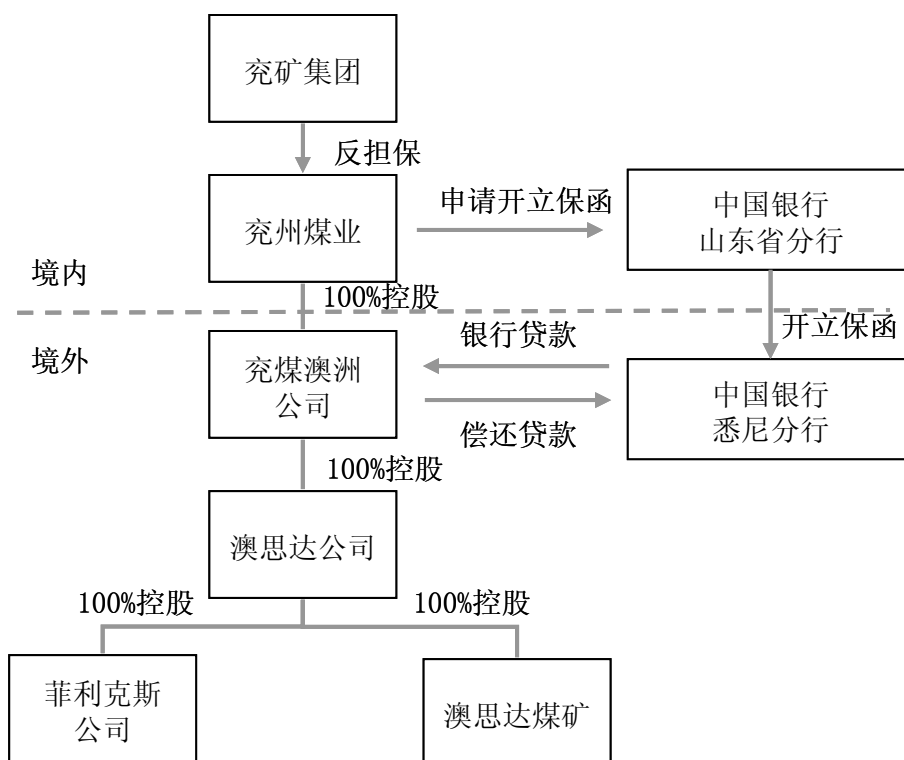 兖矿集团
反担保
兖州煤业
申请开立保函
中国银行
山东省分行
境内
100%控股
开立保函
境外
银行贷款
兖煤澳洲
公司
中国银行
悉尼分行
偿还贷款
100%控股
澳思达公司
100%控股
100%控股
菲利克斯
公司
澳思达煤矿